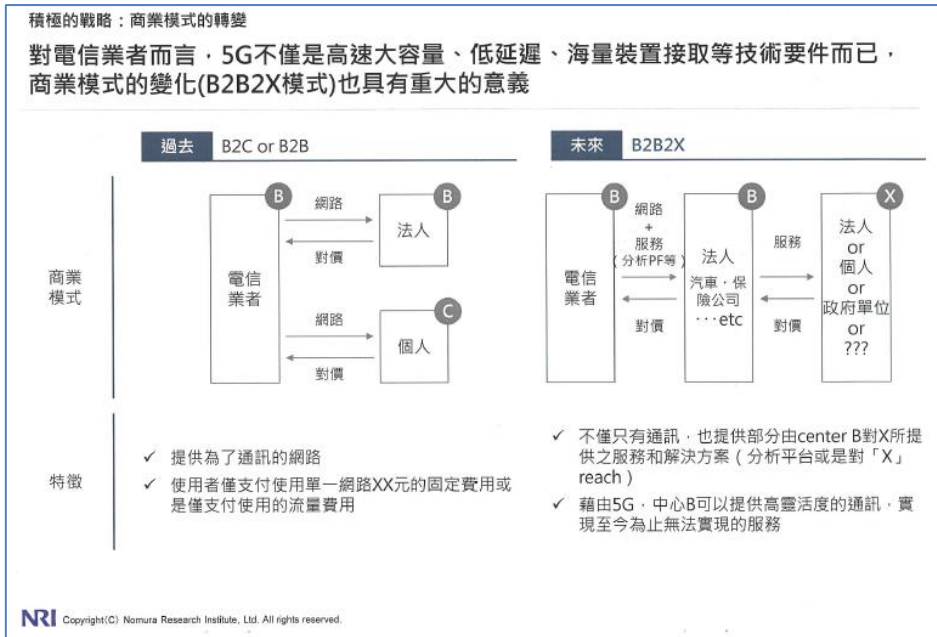 積極的戰略：商業模式的轉變
對電信業者而言，5G不僅是高速大容量、低延遲、海量裝置接取等技術要件而已，
商業模式的變化(B2B2X模式)也具有重大的意義
過去 B2C or B2B
未來 B2B2X
商業
模式
B
電信
業者
網路
對價
B
法人
網路
對價
C
個人
B
電信
業者
網路
+
服務
(分析PF等)
對價
B
法人
汽車・保
險公司
···etc
服務
對價
X
法人
or
個人
or
政府單位
or
???
特徵
✓ 提供為了通訊的網路
✓ 使用者僅支付使用單一網路XX元的固定費用或
是僅支付使用的流量費用
✓ 不僅只有通訊，也提供部分由center B對X所提
供之服務和解決方案（分析平台或是對「X」
reach）
✓ 藉由5G，中心B可以提供高靈活度的通訊，實
現至今為止無法實現的服務
NRI Copyright(C) Nomura Research Institute, Ltd. All rights reserved.